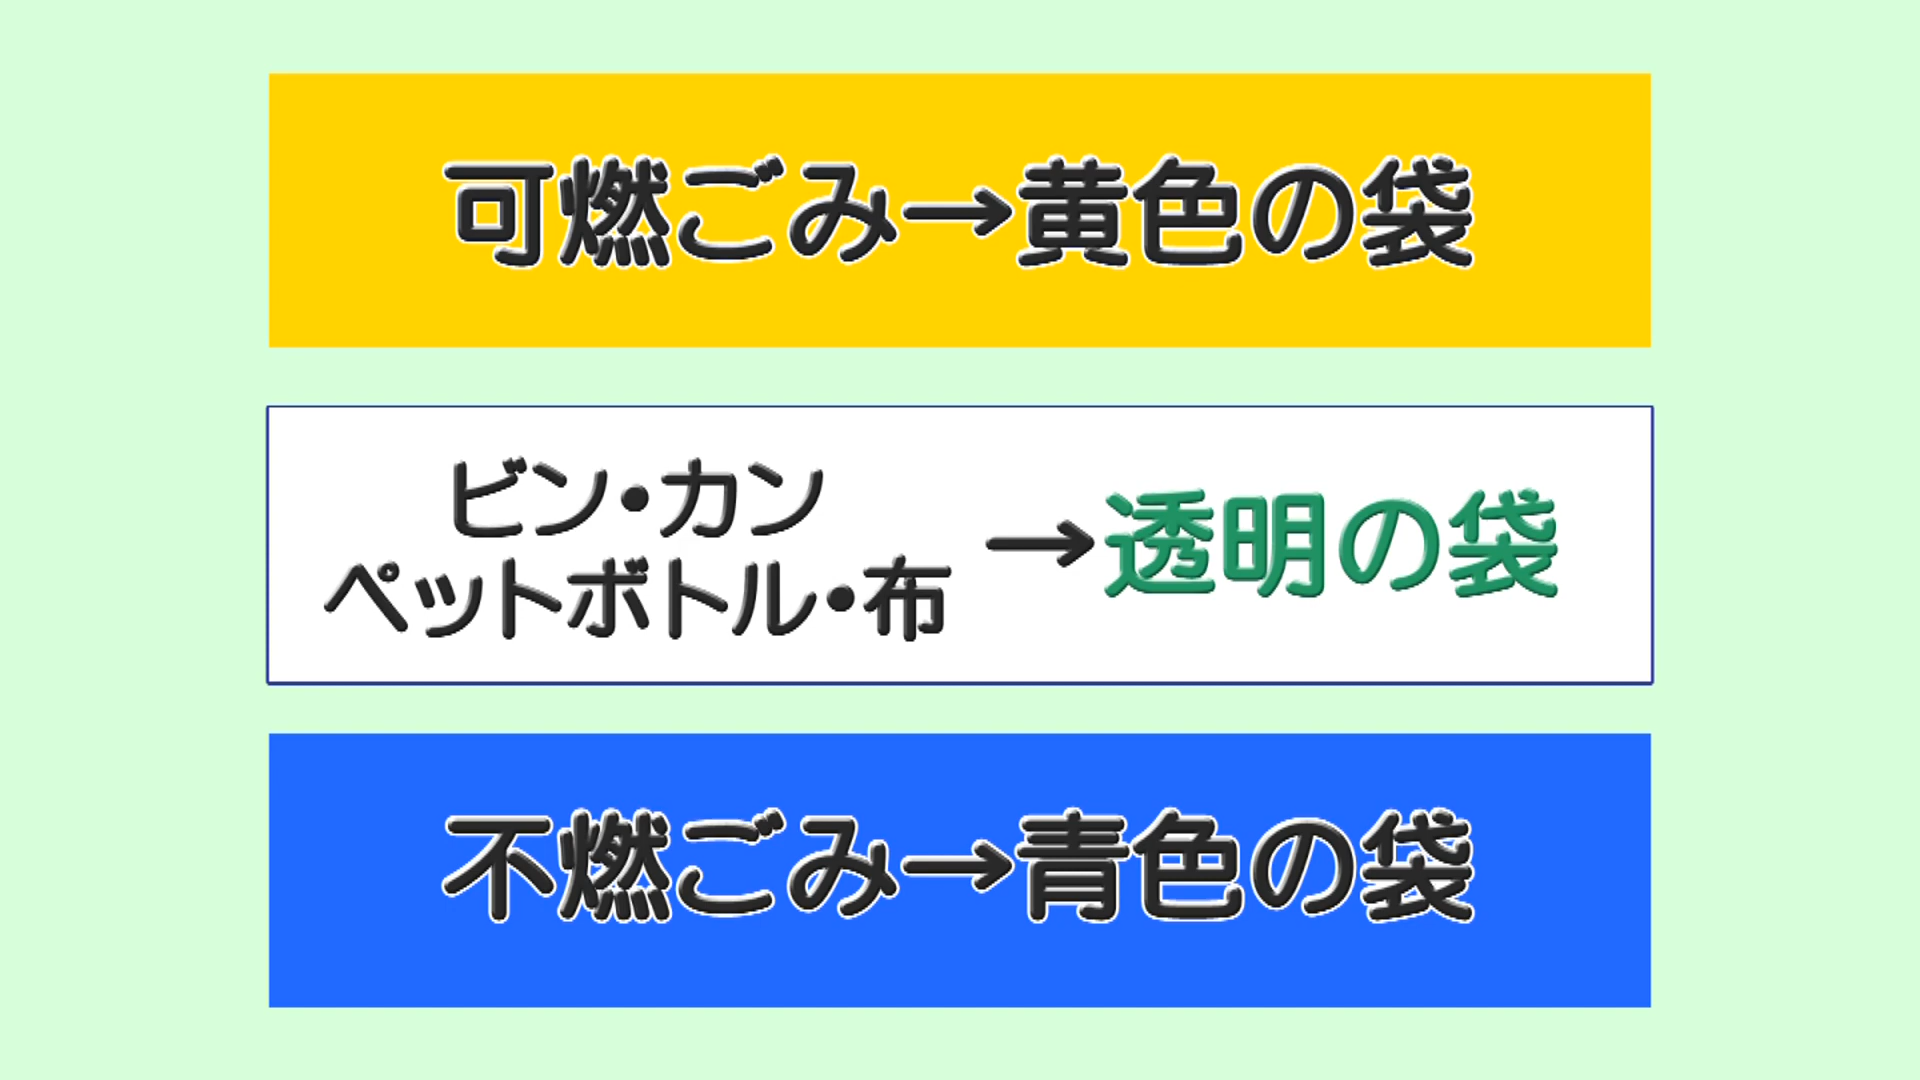 可燃ごみ→黄色の袋
ビン・カン
ペットボトル・布
→透明の袋
不燃ごみ→青色の袋